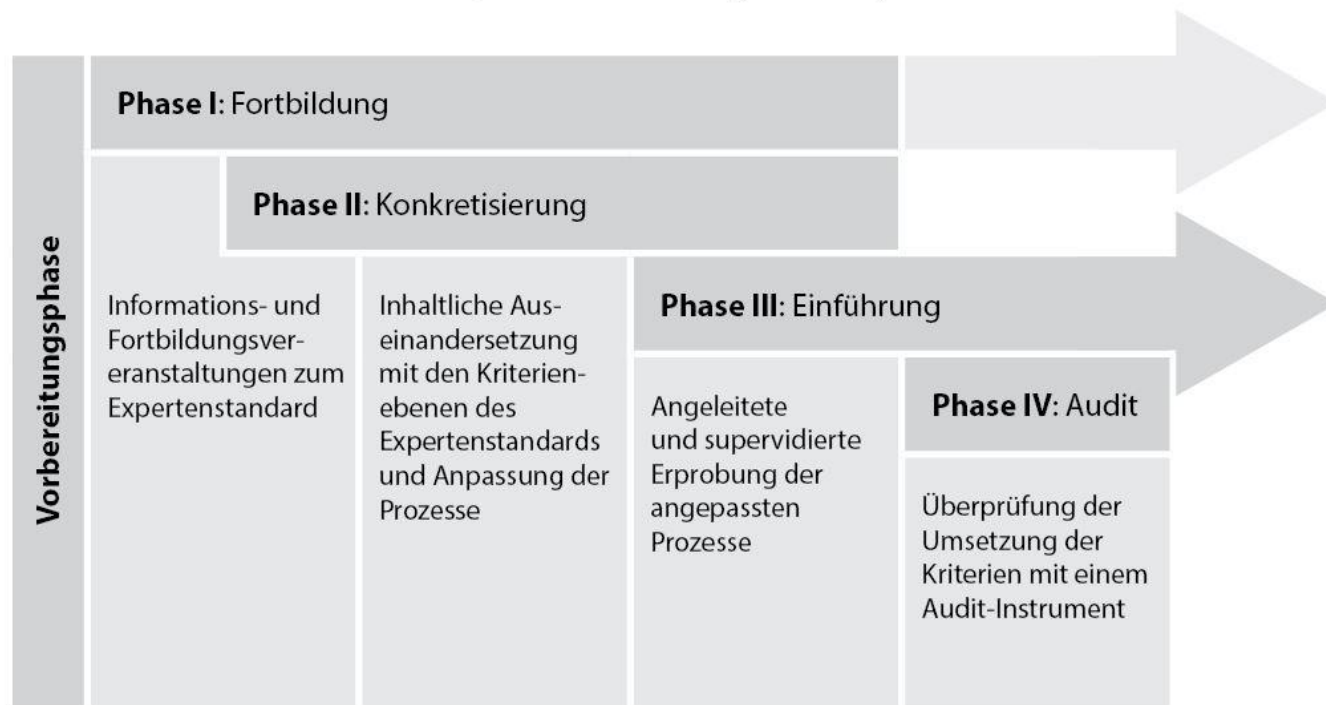 Vorbereitungsphase
Phase I: Fortbildung
Phase II: Konkretisierung
Informations- und
Fortbildungsver-
eranstaltungen zum
Expertenstandard
Inhaltliche Aus-
einandersetzung
mit den Kriterien-
ebenen des
Expertenstandards
und Anpassung der
Prozesse
Phase III: Einführung
Angeleitete
und supervidierte
Erprobung der
angepassten
Prozesse
Phase IV: Audit
Überprüfung der
Umsetzung der
Kriterien mit einem
Audit-Instrument